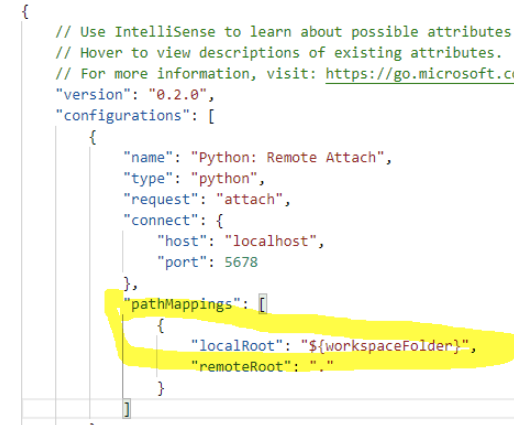 {
// Use IntelliSense to learn about possible attributes
// Hover to view descriptions of existing attributes.
// For more information, visit: https://go.microsoft.c
"version": "0.2.0",
"configurations": [
{
"name": "Python: Remote Attach",
"type": "python",
"request": "attach",
"connect": {
"host": "localhost",
"port": 5678
},
"pathMappings": [
{
"localRoot": "${workspaceFolder}",
"remoteRoot": "."
}
]